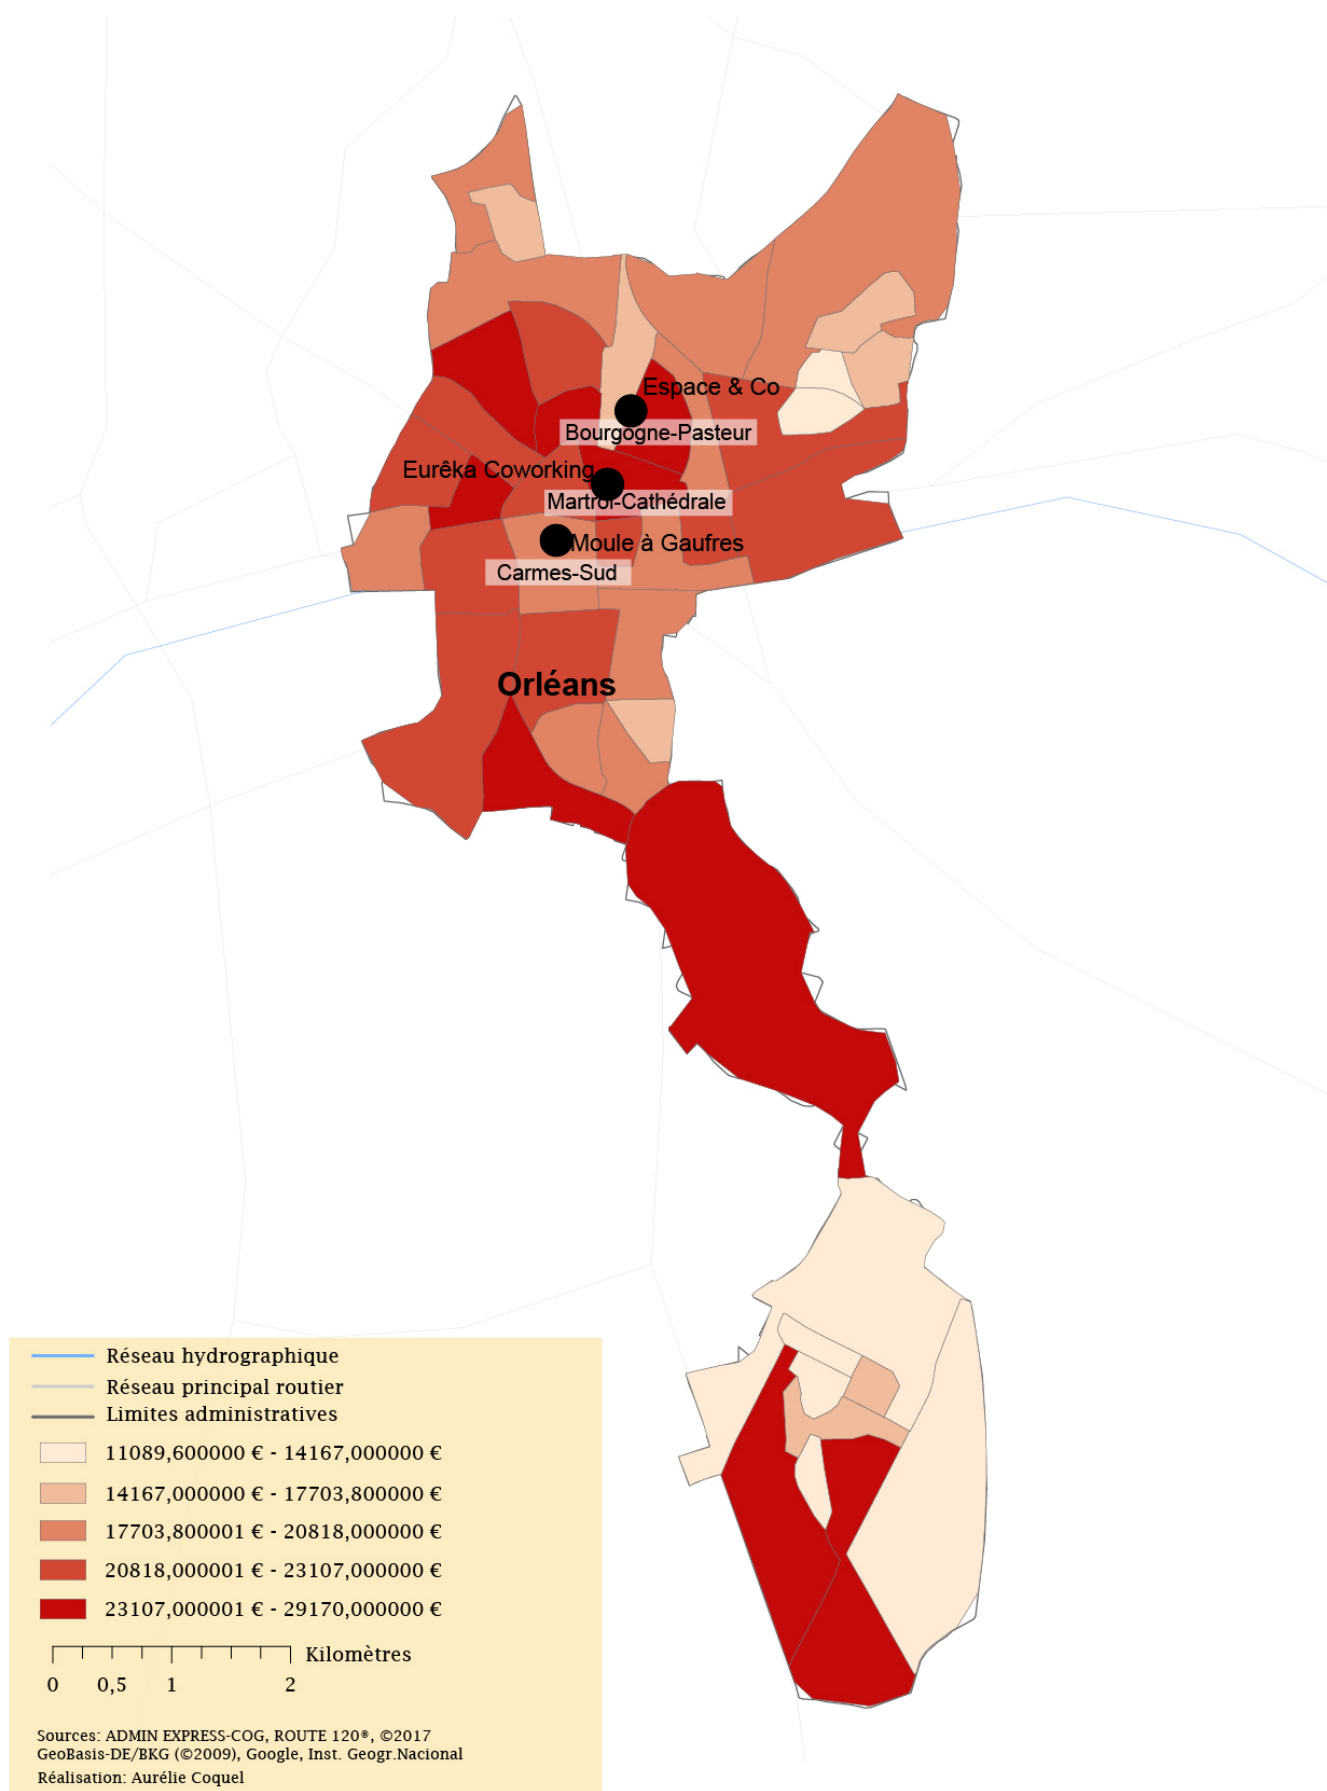 Espace & Co
Bourgogne-Pasteur
Eurêka Coworking
Martroi-Cathédrale
Moule à Gaufres
Carmes-Sud
Orléans
Réseau hydrographique
Réseau principal routier
Limites administratives
11089,600000 € - 14167,000000 €
14167,000000 € - 17703,800000 €
17703,800001 € - 20818,000000 €
20818,000001 € - 23107,000000 €
23107,000001 € - 29170,000000 €
Kilomètres
0 0,5 1 2
Sources: ADMIN EXPRESS-COG, ROUTE 120®, ©2017
GeoBasis-DE/BKG (©2009), Google, Inst. Geogr.Nacional
Réalisation: Aurélie Coquel